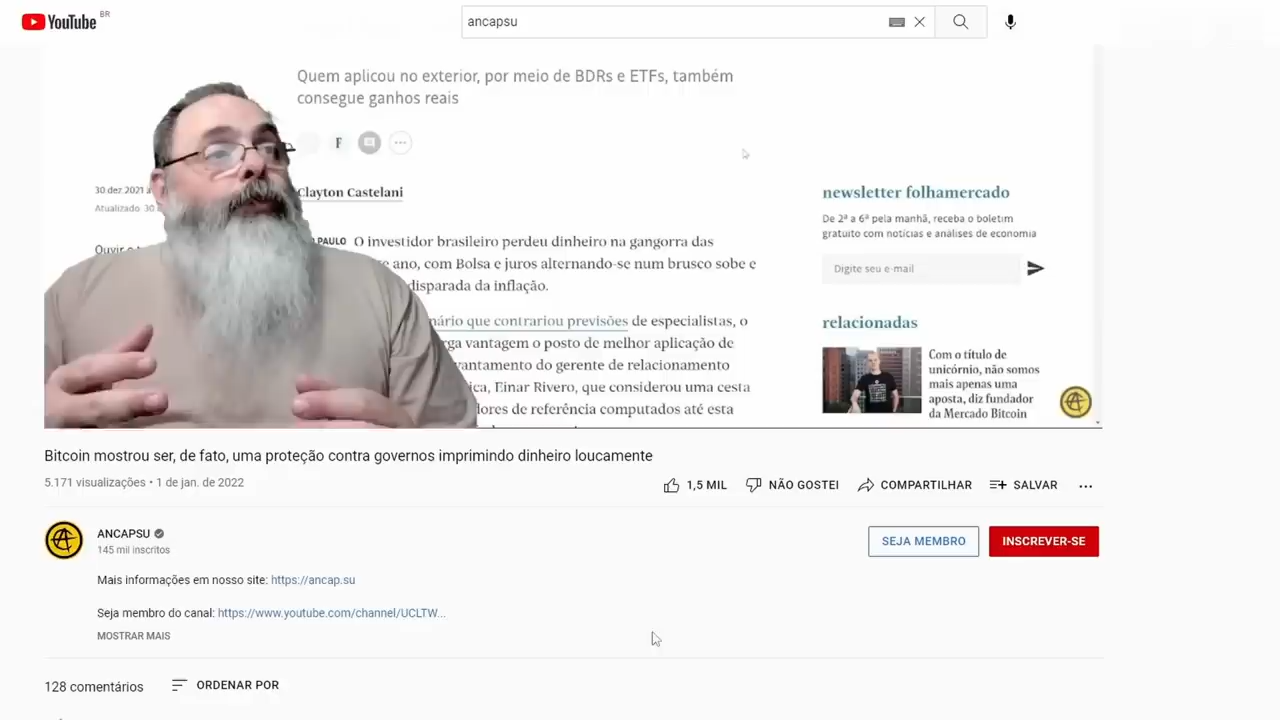 YouTube BR
ancapsu
Quem aplicou no exterior, por meio de BDRs e ETFs, também
consegue ganhos reais
F
30 dez.2021 a
Atualizado 30
Clayton Castelani
Ouvir o
PAULO O investidor brasileiro perdeu dinheiro na gangorra das
ano, com Bolsa e juros alternando-se num brusco sobe e
disparada da inflação.
nário que contrariou previsões de especialistas, o
rga vantagem o posto de melhor aplicação de
vantamento do gerente de relacionamento
ica, Einar Rivero, que considerou uma cesta
dores de referência computados até esta
newsletter folhamercado
De 2ª a 6ª pela manhã, receba o boletim
gratuito com notícias e análises de economia
Digite seu e-mail
relacionadas
Com o título de
unicórnio, não somos
mais apenas uma
aposta, diz fundador
da Mercado Bitcoin
Bitcoin mostrou ser, de fato, uma proteção contra governos imprimindo dinheiro loucamente
5.171 visualizações • 1 de jan. de 2022
1,5 MIL
NÃO GOSTEI
COMPARTILHAR
SALVAR
ANCAPSU
145 mil inscritos
SEJA MEMBRO
INSCREVER-SE
Mais informações em nosso site: https://ancap.su
Seja membro do canal: https://www.youtube.com/channel/UCLTW...
MOSTRAR MAIS
128 comentários
ORDENAR POR